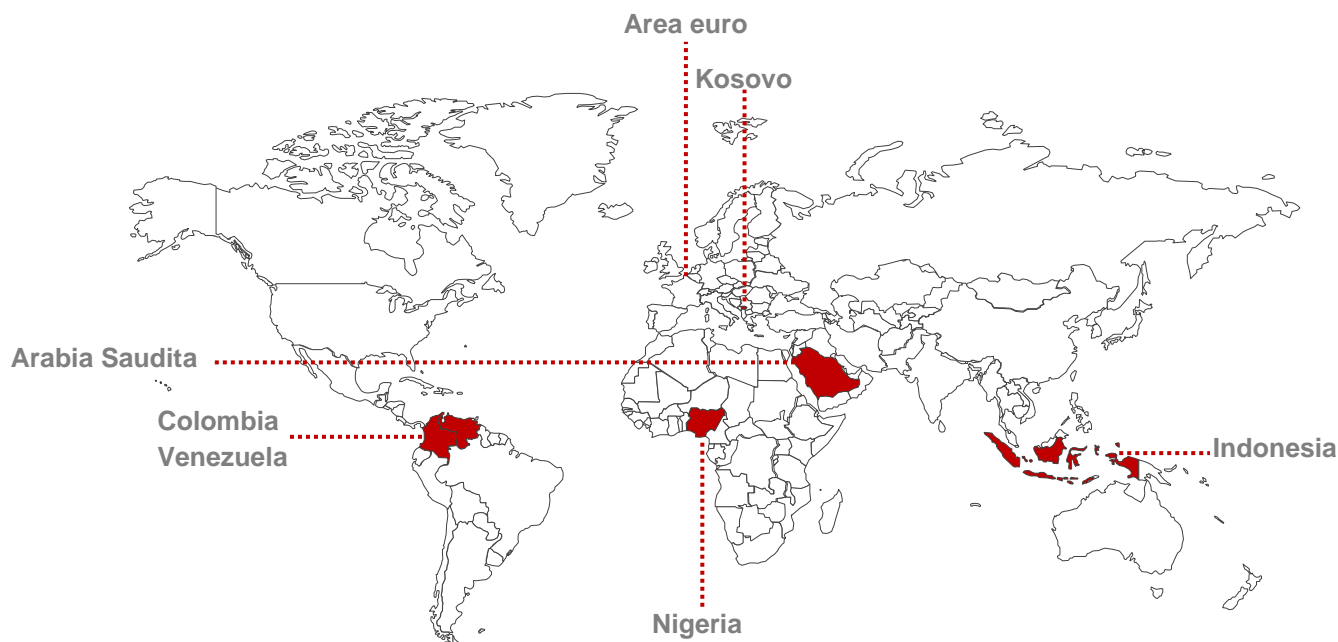 Area euro
Kosovo
Arabia Saudita
Colombia
Venezuela
Indonesia
Nigeria